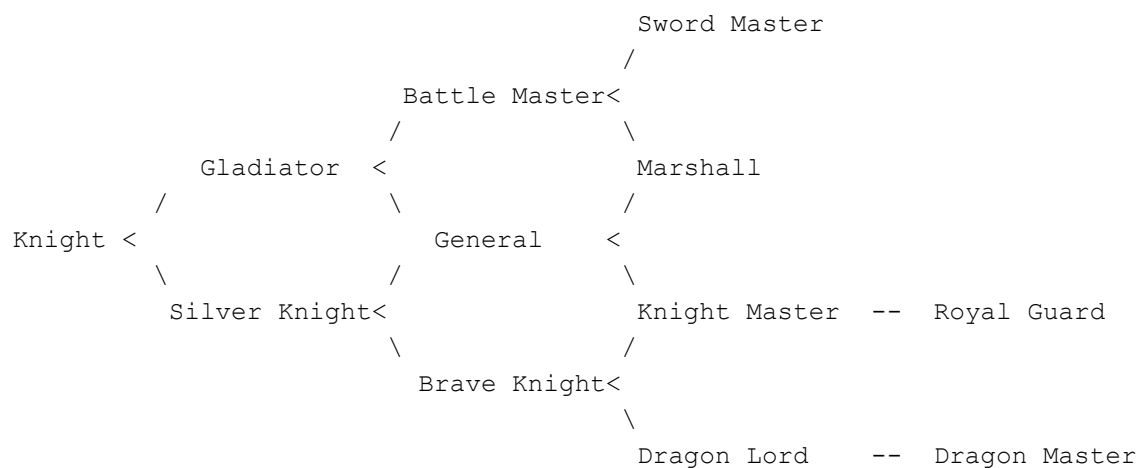 Sword Master
/
Battle Master<
/ \
Gladiator < Marshall
/ \ /
Knight < General <
\ / \
Silver Knight< Knight Master -- Royal Guard
\ /
Brave Knight<
\
Dragon Lord -- Dragon Master